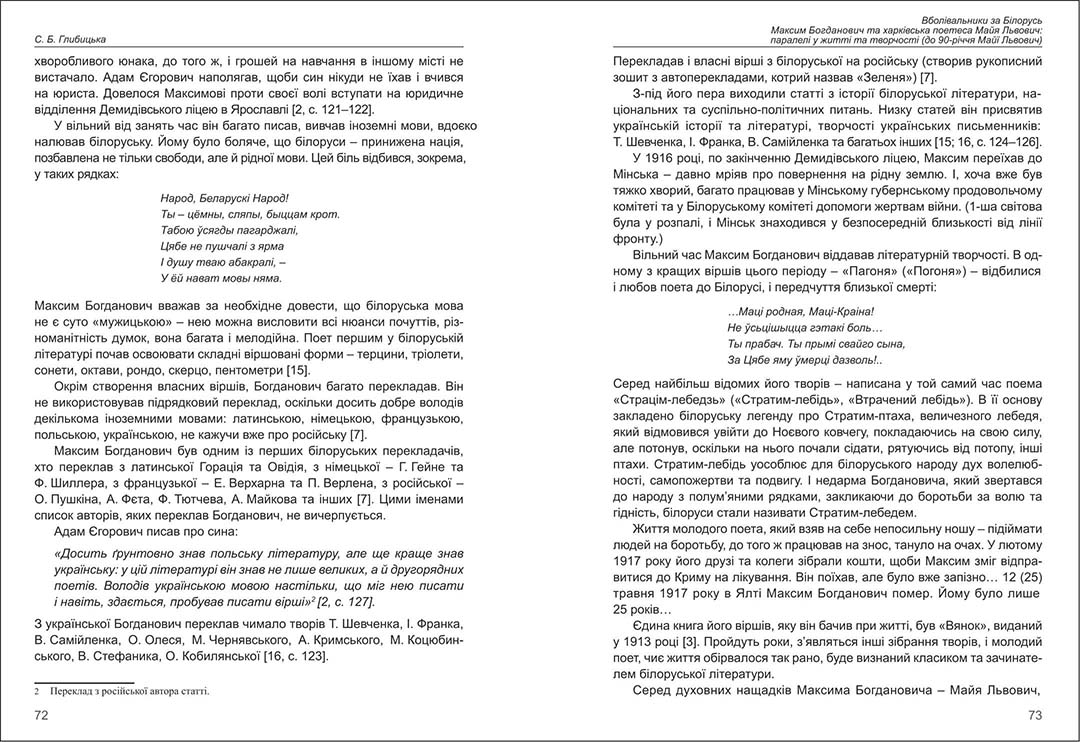 С. Б. Глибицька
хворобливого юнака, до того ж, і грошей на навчання в іншому місті не
вистачало. Адам Єгорович наполягав, щоби син нікуди не їхав і вчився
на юриста. Довелося Максимові проти своєї волі вступати на юридичне
відділення Демидівського ліцею в Ярославлі [2, с. 121–122].
У вільний від занять час він багато писав, вивчав іноземні мови, вдоєко
налював білоруську. Йому було боляче, що білоруси – принижена нація,
позбавлена не тільки свободи, але й рідної мови. Цей біль відбився, зокрема,
у таких рядках:
Народ, Беларускі Народ!
Ты – цёмны, сляпы, быццам крот.
Табою ўсягды пагарджалі,
Цябе не пушчалі з ярма
І душу тваю абакралі, –
У ёй нават мовы няма.
Максим Богданович вважав за необхідне довести, що білоруська мова
не є суто «мужицькою» – нею можна висловити всі нюанси почуттів, різ-
номанітність думок, вона багата і мелодійна. Поет першим у білоруській
літературі почав освоювати складні віршовані форми – терцини, тріолети,
сонети, октави, рондо, скерцо, пентометри [15].
Окрім створення власних віршів, Богданович багато перекладав. Він
не використовував підрядковий переклад, оскільки досить добре володів
декількома іноземними мовами: латинською, німецькою, французькою,
польською, українською, не кажучи вже про російську [7].
Максим Богданович був одним із перших білоруських перекладачів,
хто переклав з латинської Горація та Овідія, з німецької – Г. Гейне та
Ф. Шиллера, з французької – Е. Верхарна та П. Верлена, з російської –
О. Пушкіна, А. Фєта, Ф. Тютчева, А. Майкова та інших [7]. Цими іменами
список авторів, яких переклав Богданович, не вичерпується.
Адам Єгорович писав про сина:
«Досить ґрунтовно знав польську літературу, але ще краще знав
українську: у цій літературі він знав не лише великих, а й другорядних
поетів. Володів українською мовою настільки, що міг нею писати
і навіть, здається, пробував писати вірші»2 [2, с. 127].
З української Богданович переклав чимало творів Т. Шевченка, І. Франка,
В. Самійленка, О. Олеся, М. Чернявського, А. Кримського, М. Коцюбин-
ського, В. Стефаника, О. Кобилянської [16, с. 123].
2 Переклад з російської автора статті.
72
Вболівальники за Білорусь
Максим Богданович та харківська поетеса Майя Львович:
паралелі у житті та творчості (до 90-річчя Майї Львович)
Перекладав і власні вірші з білоруської на російську (створив рукописний
зошит з автоперекладами, котрий назвав «Зеленя») [7].
З-під його пера виходили статті з історії білоруської літератури, на-
ціональних та суспільно-політичних питань. Низку статей він присвятив
українській історії та літературі, творчості українських письменників:
Т. Шевченка, І. Франка, В. Самійленка та багатьох інших [15; 16, с. 124–126].
У 1916 році, по закінченню Демидівського ліцею, Максим переїхав до
Мінська – давно мріяв про повернення на рідну землю. І, хоча вже був
тяжко хворий, багато працював у Мінському губернському продовольчому
комітеті та у Білоруському комітеті допомоги жертвам війни. (1-ша світова
була у розпалі, і Мінськ знаходився у безпосередній близькості від лінії
фронту.)
Вільний час Максим Богданович віддавав літературній творчості. В од-
ному з кращих віршів цього періоду – «Пагоня» («Погоня») – відбилися
і любов поета до Білорусі, і передчуття близької смерті:
…Маці родная, Маці-Краіна!
Не ўсьцішыцца гэтакі боль…
Ты прабач. Ты прымі свайго сына,
За Цябе яму ўмерці дазволь!..
Серед найбільш відомих його творів – написана у той самий час поема
«Страцім-лебедзь» («Стратим-лебідь», «Втрачений лебідь»). В її основу
закладено білоруську легенду про Стратим-птаха, величезного лебедя,
який відмовився увійти до Ноєвого ковчегу, покладаючись на свою силу,
але потонув, оскільки на нього почали сідати, рятуючись від потопу, інші
птахи. Стратим-лебідь уособлює для білоруського народу дух волелюб-
ності, самопожертви та подвигу. І недарма Богдановича, який звертався
до народу з полум’яними рядками, закликаючи до боротьби за волю та
гідність, білоруси стали називати Стратим-лебедем.
Життя молодого поета, який взяв на себе непосильну ношу – підіймати
людей на боротьбу, до того ж працював на знос, тануло на очах. У лютому
1917 року його друзі та колеги зібрали кошти, щоби Максим зміг відпра-
витися до Криму на лікування. Він поїхав, але було вже запізно… 12 (25)
травня 1917 року в Ялті Максим Богданович помер. Йому було лише
25 років…
Єдина книга його віршів, яку він бачив при житті, був «Вянок», виданий
у 1913 році [3]. Пройдуть роки, з’являться інші зібрання творів, і молодий
поет, чиє життя обірвалося так рано, буде визнаний класиком та зачинате-
лем білоруської літератури.
Серед духовних нащадків Максима Богдановича – Майя Львович,
73